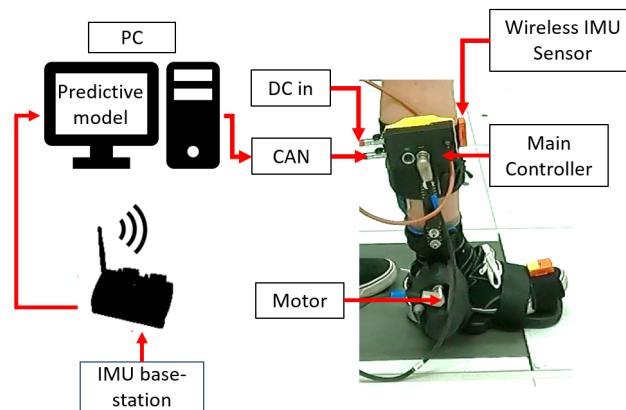 PC
Wireless IMU
Sensor
Predictive
model
DC in
CAN
Main
Controller
Motor
IMU base-
station